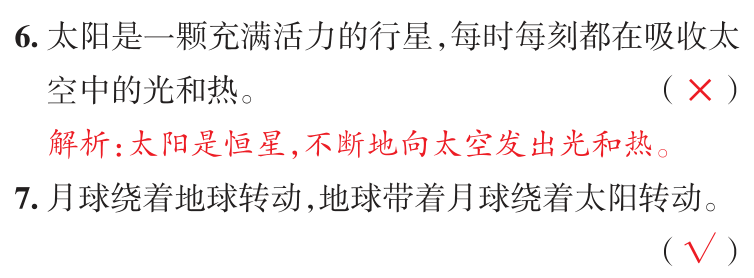 6. 太阳是一颗充满活力的行星,每时每刻都在吸收太
空中的光和热。 (×)
解析:太阳是恒星,不断地向太空发出光和热。
7. 月球绕着地球转动,地球带着月球绕着太阳转动。
(√)